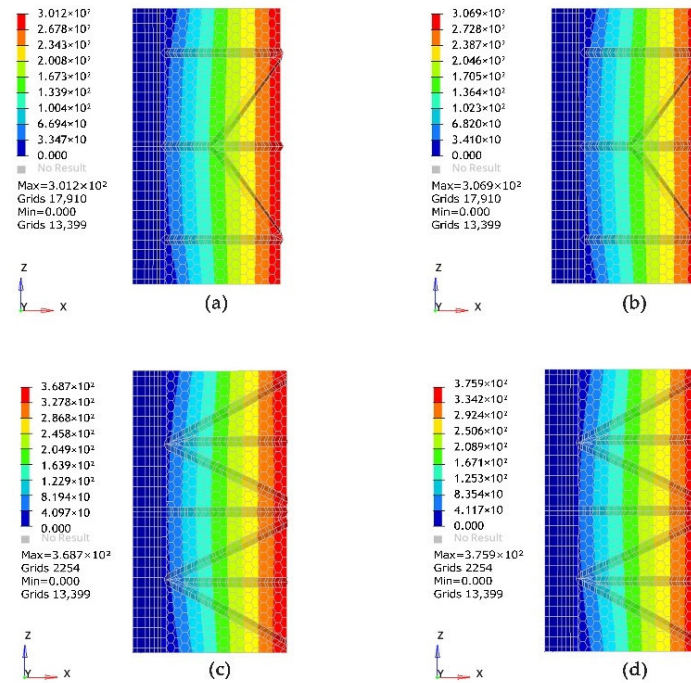 3.012×10⁷
2.678×10⁷
2.343×10⁷
2.008×10⁷
1.673×10²
1.339×10²
1.004×10²
6.694×10
3.347×10
0.000
No Result
Max=3.012×10²
Grids 17,910
Min=0.000
Grids 13,399
Z
Y
X
(a)
3.069×10⁷
2.728×10⁷
2.387×10⁷
2.046×10⁷
1.705×10²
1.364×10²
1.023×10²
6.820×10
3.410×10
0.000
No Result
Max=3.069×10²
Grids 17,910
Min=0.000
Grids 13,399
Z
Y
X
(b)
3.687×10²
3.278×10²
2.868×10²
2.458×10²
2.049×10²
1.639×10²
1.229×10²
8.194×10
4.097×10
0.000
No Result
Max=3.687×10²
Grids 2254
Min=0.000
Grids 13,399
Z
Y
X
(c)
3.759×10²
3.342×10²
2.924×10²
2.506×10²
2.089×10²
1.671×10²
1.253×10²
8.354×10
4.117×10
0.000
No Result
Max=3.759×10²
Grids 2254
Min=0.000
Grids 13,399
Z
Y
X
(d)